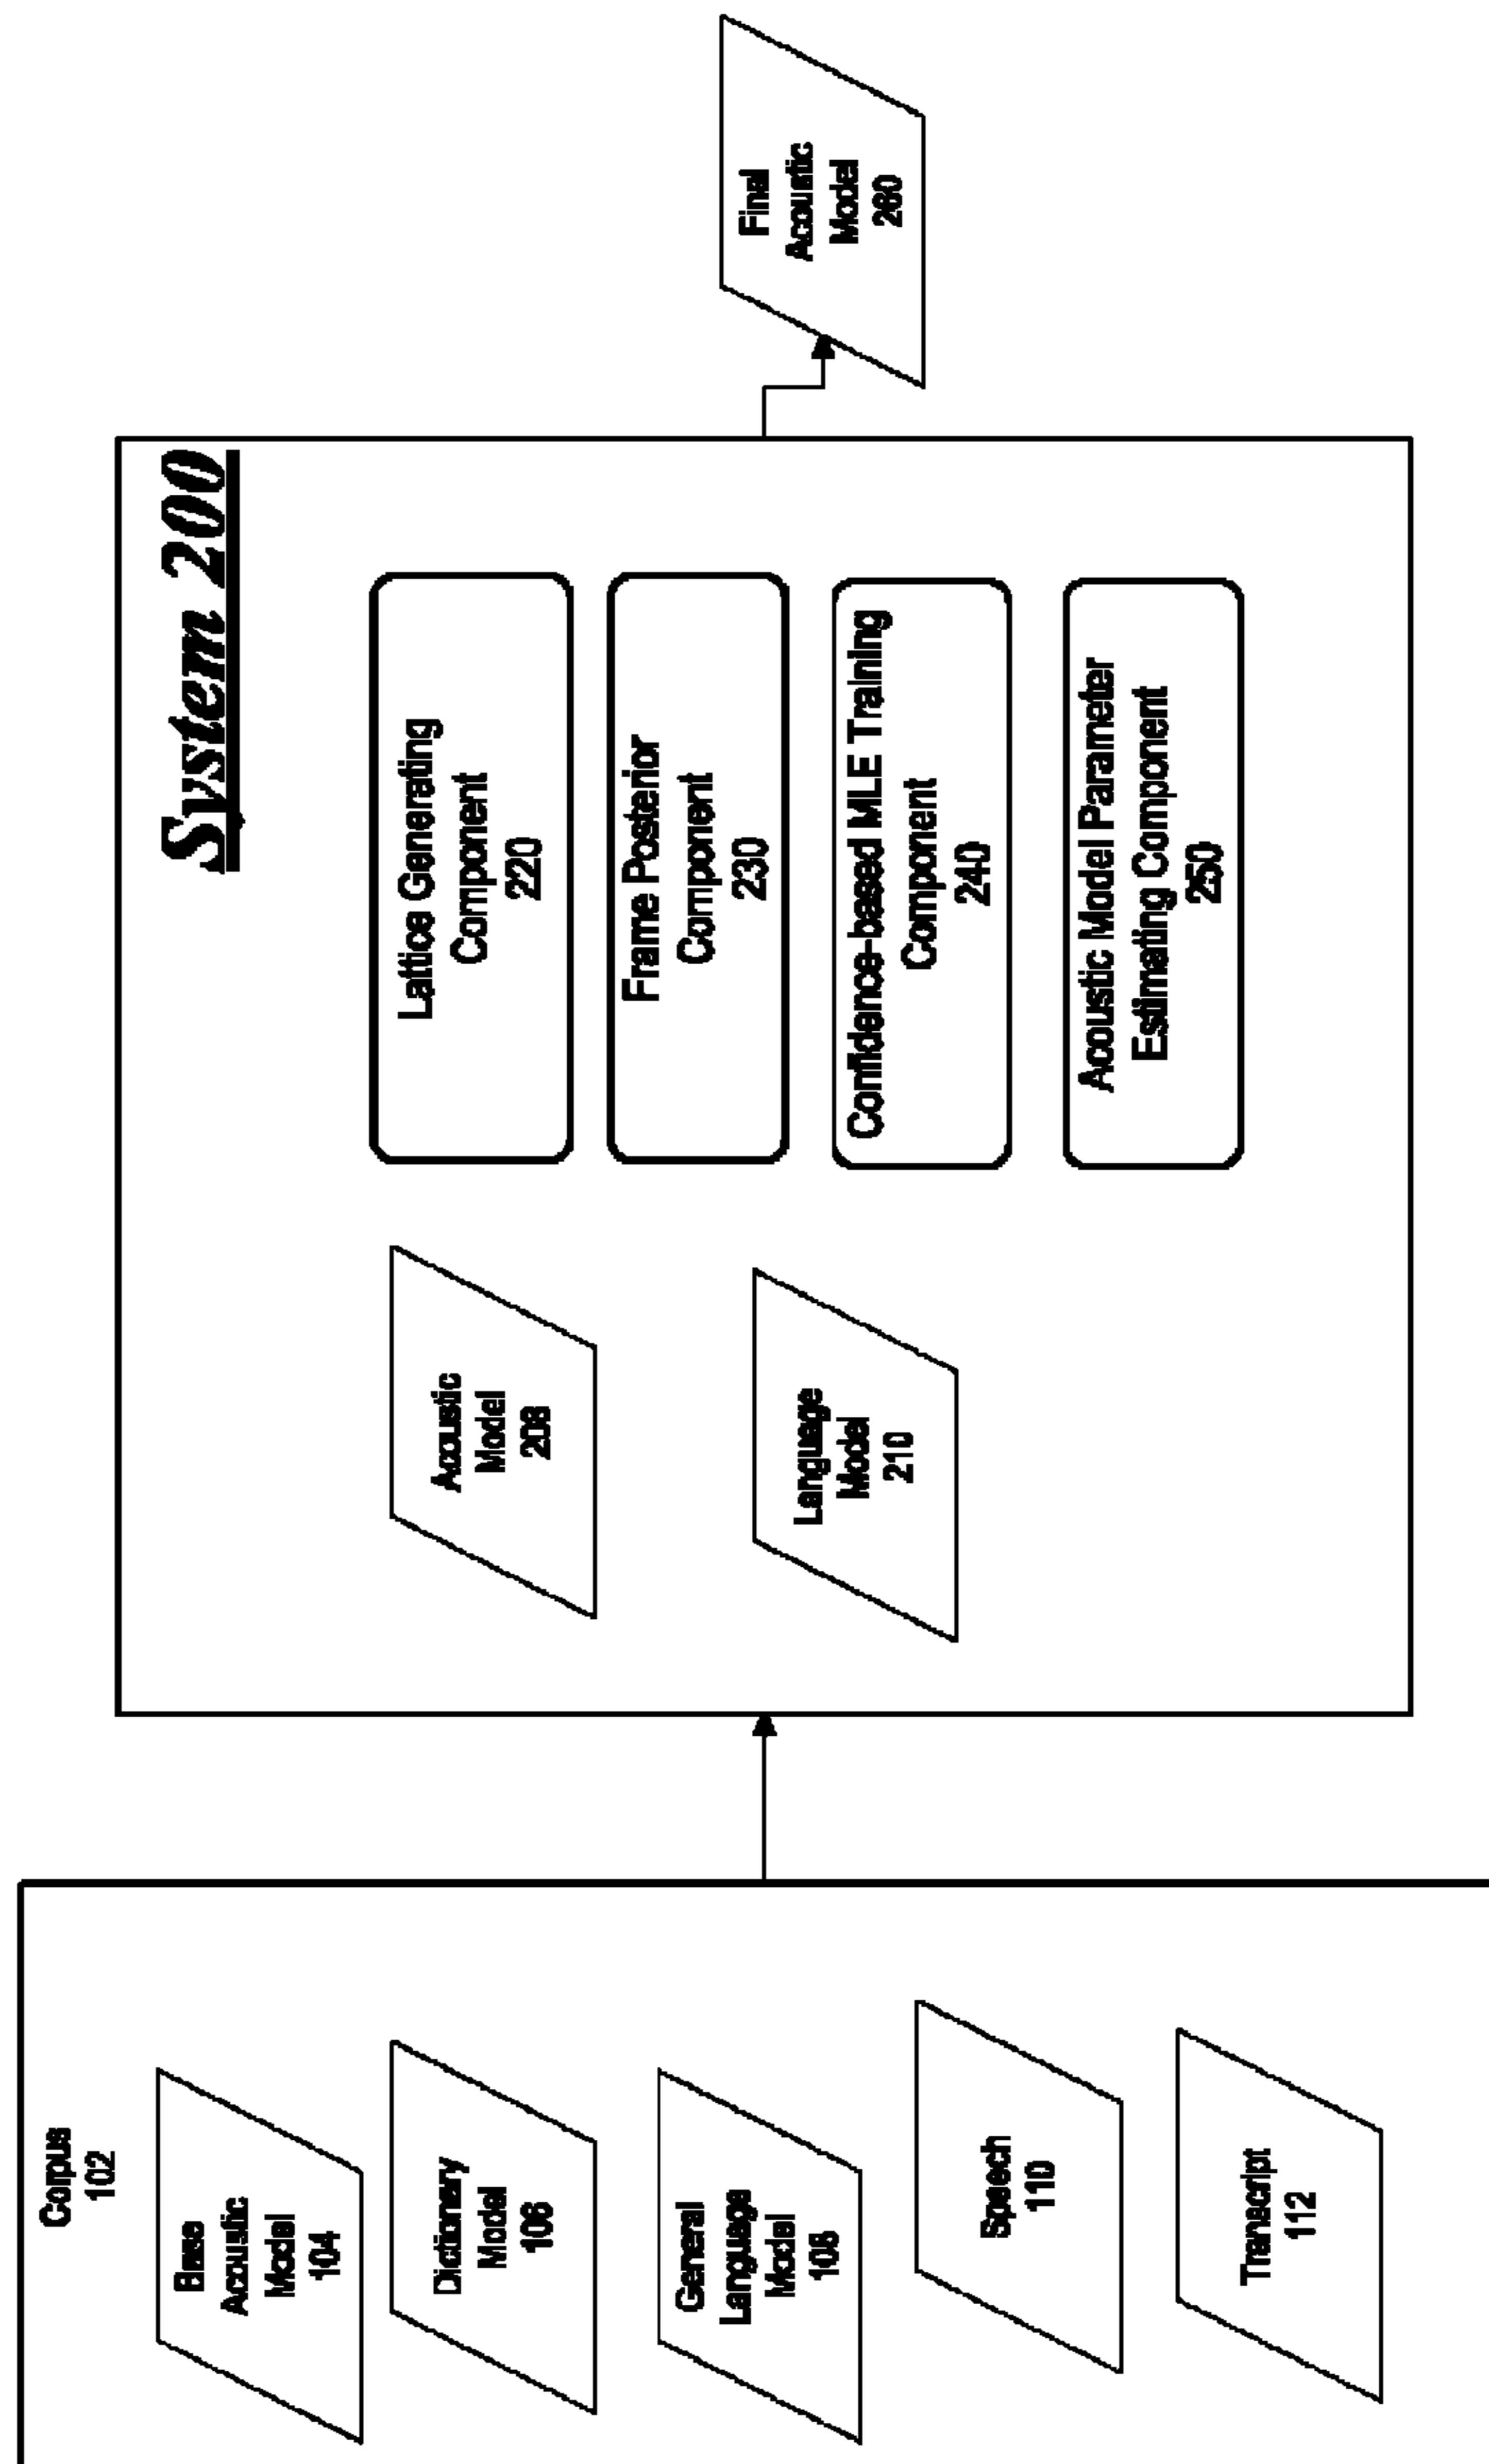 Corpus
102
Base
Acoustic
Model
104
Dictionary
Model
106
General
Language
Model
108
Speech
110
Transcript
112
System 200
Acoustic
Model
208
Language
Model
210
Lattice Generating
Component
220
Frame Posterior
Component
230
Confidence-based MLE Training
Component
240
Acoustic Model Parameter
Estimating Component
250
Final
Acoustic
Model
260